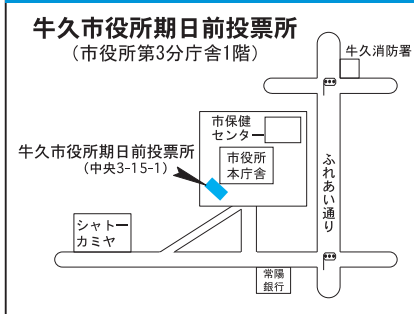 牛久市役所期日前投票所
（市役所第3分庁舎1階）
牛久消防署
市保健
センター
牛久市役所期日前投票所
（中央3-15-1）
市役所
本庁舎
ふれあい通り
シャトー
カミヤ
常陽
銀行